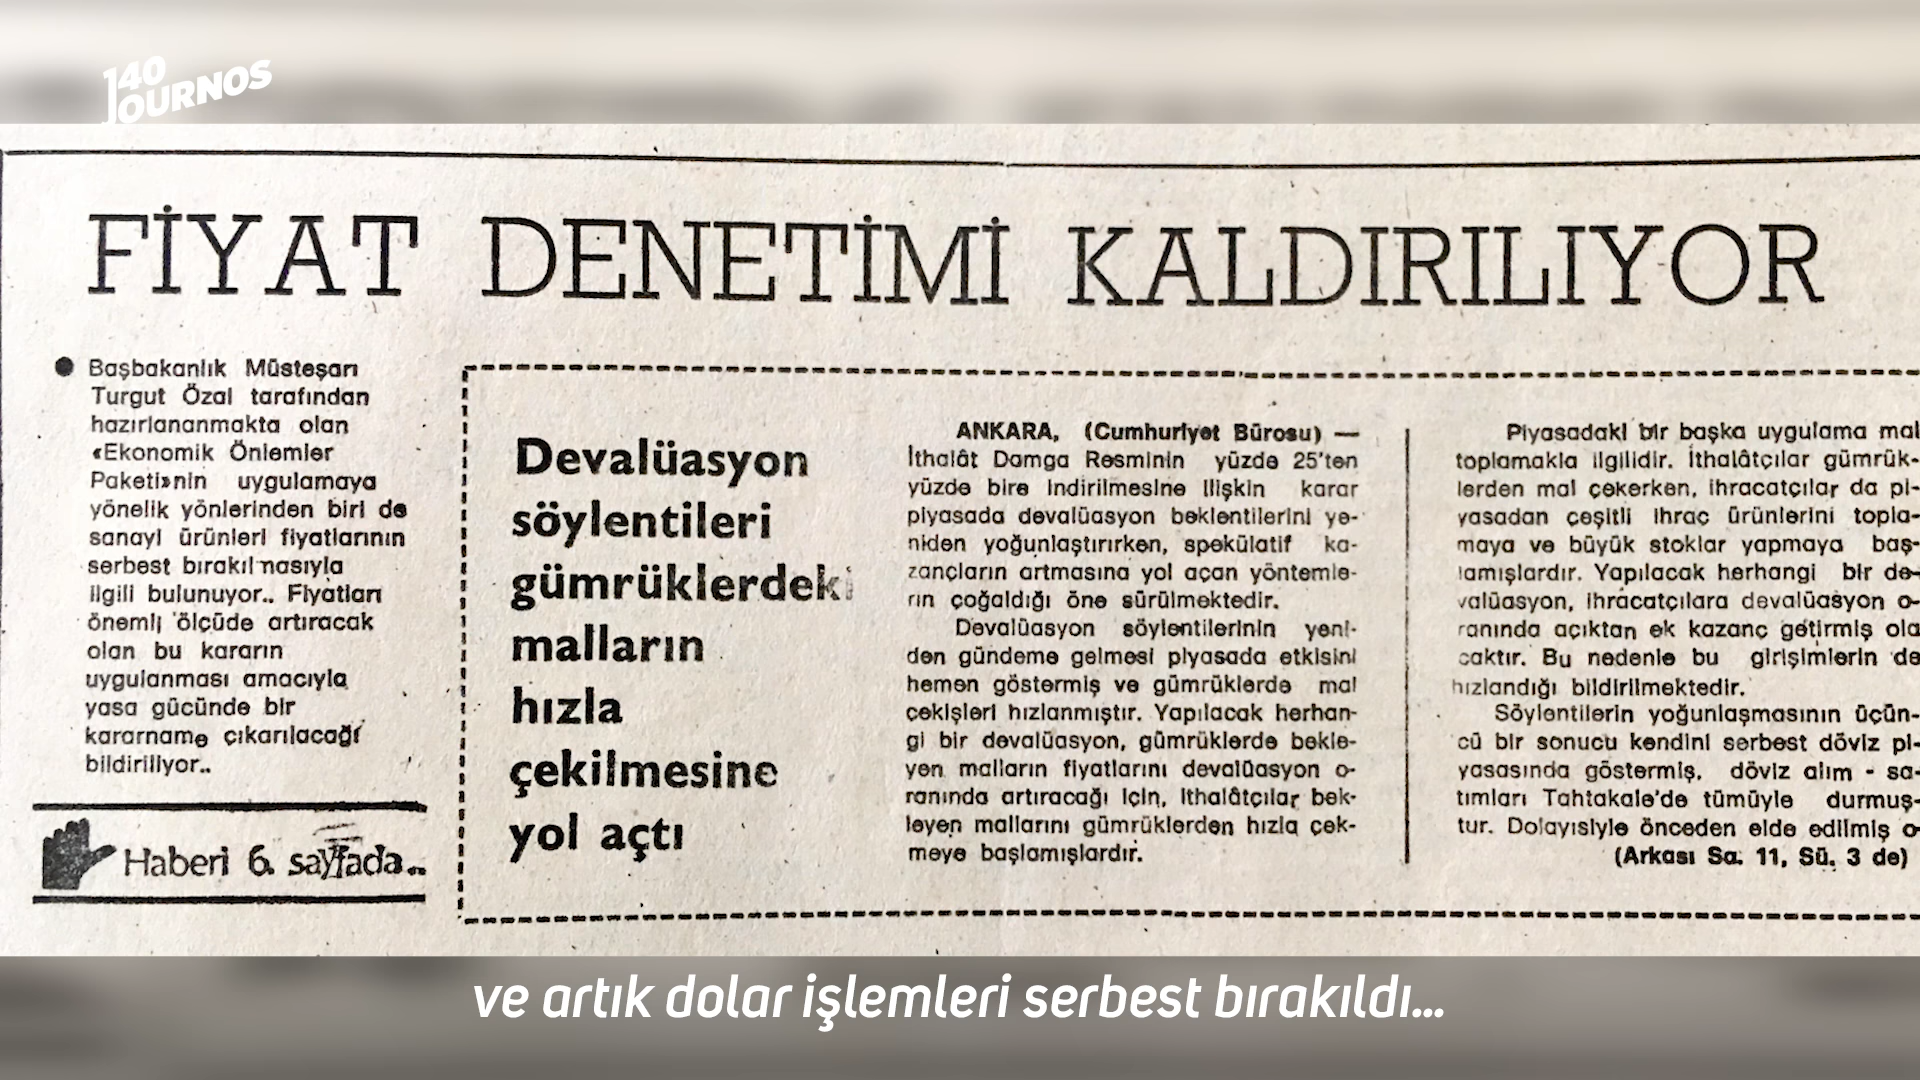 140
JOURNOS
FİYAT DENETİMİ KALDIRILIYOR
Başbakanlık Müsteşarı
Turgut Özal tarafından
hazırlananmakta olan
«Ekonomik Önlemler
Paketi»nin uygulamaya
yönelik yönlerinden biri de
sanayi ürünleri fiyatlarının
serbest bırakılmasıyla
ilgili bulunuyor.. Fiyatları
önemli ölçüde artıracak
olan bu kararın
uygulanması amacıyla
yasa gücünde bir
kararname çıkarılacağı
bildiriliyor..
Haberi 6. sayfada..
Devalüasyon
söylentileri
gümrüklerdeki
malların
hızla
çekilmesine
yol açtı
ANKARA, (Cumhuriyet Bürosu) —
İthalât Damga Resminin yüzde 25'ten
yüzde bire indirilmesine ilişkin karar
piyasada devalüasyon beklentilerini ye-
niden yoğunlaştırırken, spekülatif ka-
zançların artmasına yol açan yöntemle-
rin çoğaldığı öne sürülmektedir.
Devalüasyon söylentilerinin yeni-
den gündeme gelmesi piyasada etkisini
hemen göstermiş ve gümrüklerde mal
çekişleri hızlanmıştır. Yapılacak herhan-
gi bir devalüasyon, gümrüklerde bekle-
yen malların fiyatlarını devalüasyon o-
ranında artıracağı için, ithalâtçılar bek-
leyen mallarını gümrüklerden hızla çek-
meye başlamışlardır.
Piyasadaki bir başka uygulama mal
toplamakla ilgilidir. İthalâtçılar gümrük-
lerden mal çekerken, ihracatçılar da pi-
yasadan çeşitli ihraç ürünlerini topla-
maya ve büyük stoklar yapmaya baş-
lamışlardır. Yapılacak herhangi bir de-
valüasyon, ihracatçılara devalüasyon o-
ranında açıktan ek kazanç getirmiş ola
caktır. Bu nedenle bu girişimlerin de
hızlandığı bildirilmektedir.
Söylentilerin yoğunlaşmasının üçün-
cü bir sonucu kendini serbest döviz pi-
yasasında göstermiş, döviz alım - sa-
tımları Tahtakale'de tümüyle durmuş-
tur. Dolayısiyle önceden elde edilmiş o-
(Arkası Sa. 11, Sü. 3 de)
ve artık dolar işlemleri serbest bırakıldı...